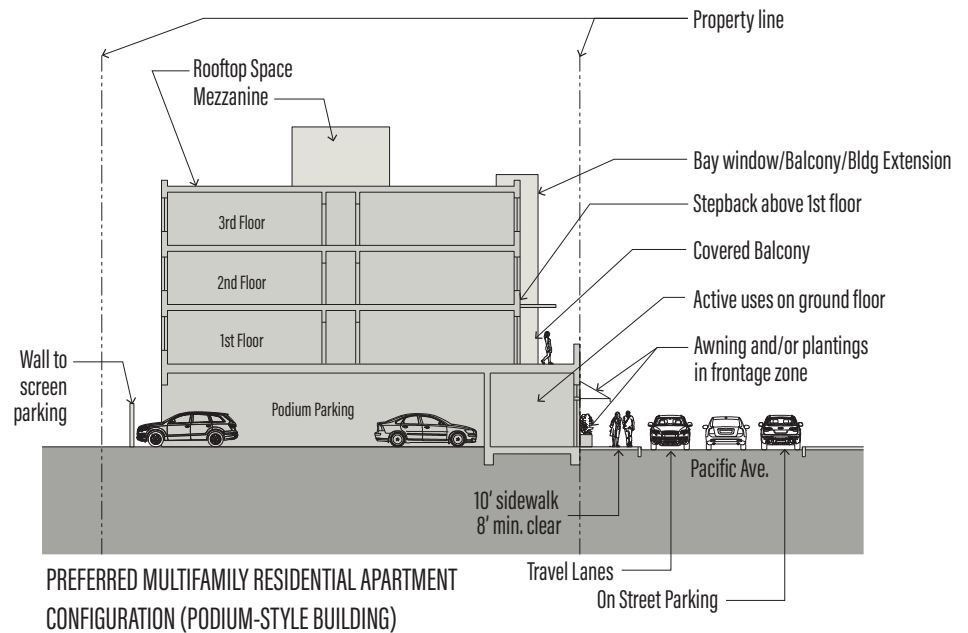 Property line
Rooftop Space
Mezzanine
Bay window/Balcony/Bldg Extension
Stepback above 1st floor
3rd Floor
Covered Balcony
2nd Floor
Active uses on ground floor
1st Floor
Awning and/or plantings
in frontage zone
Wall to
screen
parking
Podium Parking
Pacific Ave.
10' sidewalk
8' min. clear
Travel Lanes
On Street Parking
PREFERRED MULTIFAMILY RESIDENTIAL APARTMENT
CONFIGURATION (PODIUM-STYLE BUILDING)